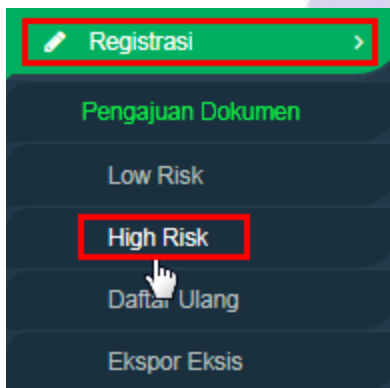 Registrasi
Pengajuan Dokumen
Low Risk
High Risk
Daftar Ulang
Ekspor Eksis